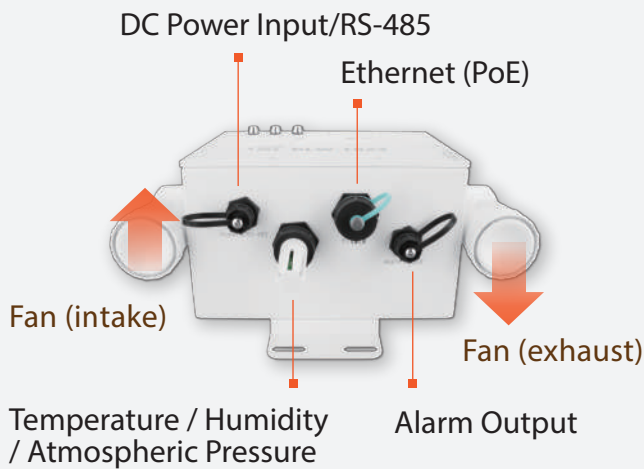 DC Power Input/RS-485
Ethernet (PoE)
Fan (intake)
Fan (exhaust)
Temperature / Humidity
/ Atmospheric Pressure
Alarm Output